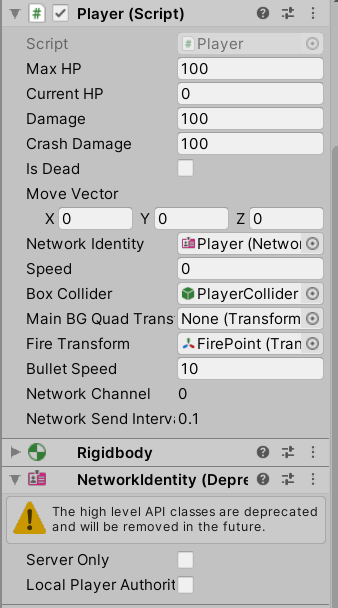 Player (Script)
Script Player
Max HP 100
Current HP 0
Damage 100
Crash Damage 100
Is Dead
Move Vector
X 0 Y 0 Z 0
Network Identity Player (Netwo
Speed 0
Box Collider PlayerCollider
Main BG Quad Trans None (Transform
Fire Transform FirePoint (Tran
Bullet Speed 10
Network Channel 0
Network Send Interva 0.1
Rigidbody
NetworkIdentity (Depre
The high level API classes are deprecated
and will be removed in the future.
Server Only
Local Player Authorit